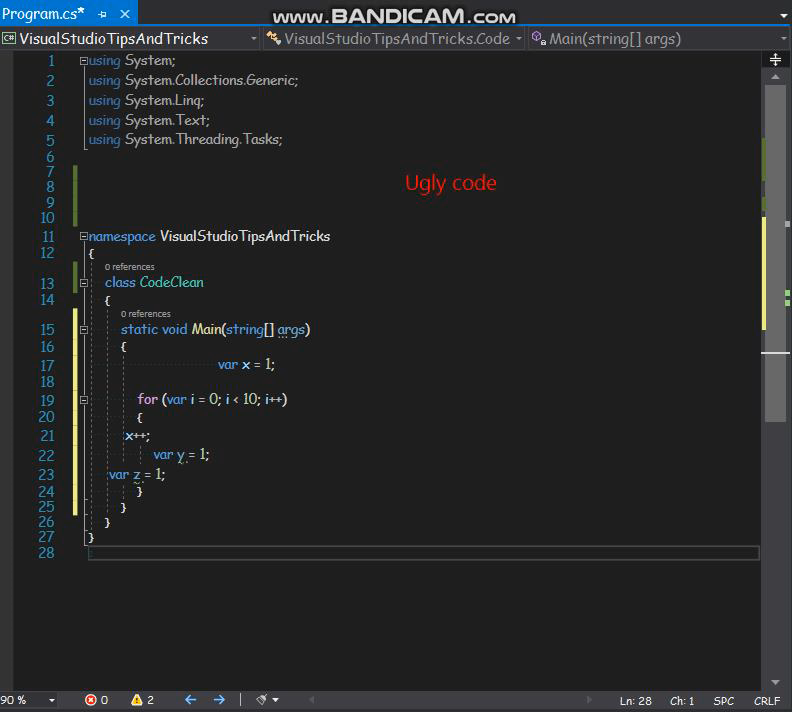 Program.cs*
www.BANDICAM.com
C# VisualStudioTipsAndTricks VisualStudioTipsAndTricks.Code Main(string[] args)
1 using System;
2 using System.Collections.Generic;
3 using System.Linq;
4 using System.Text;
5 using System.Threading.Tasks;
6
7
Ugly code
8
9
10
11 namespace VisualStudioTipsAndTricks
12 {
0 references
13 class CodeClean
14 {
0 references
15 static void Main(string[] args)
16 {
17 var x = 1;
18
19 for (var i = 0; i < 10; i++)
20 {
21 x++;
22 var y = 1;
23 var z = 1;
24 }
25 }
26 }
27 }
28
90 % 0 2 Ln: 28 Ch: 1 SPC CRLF